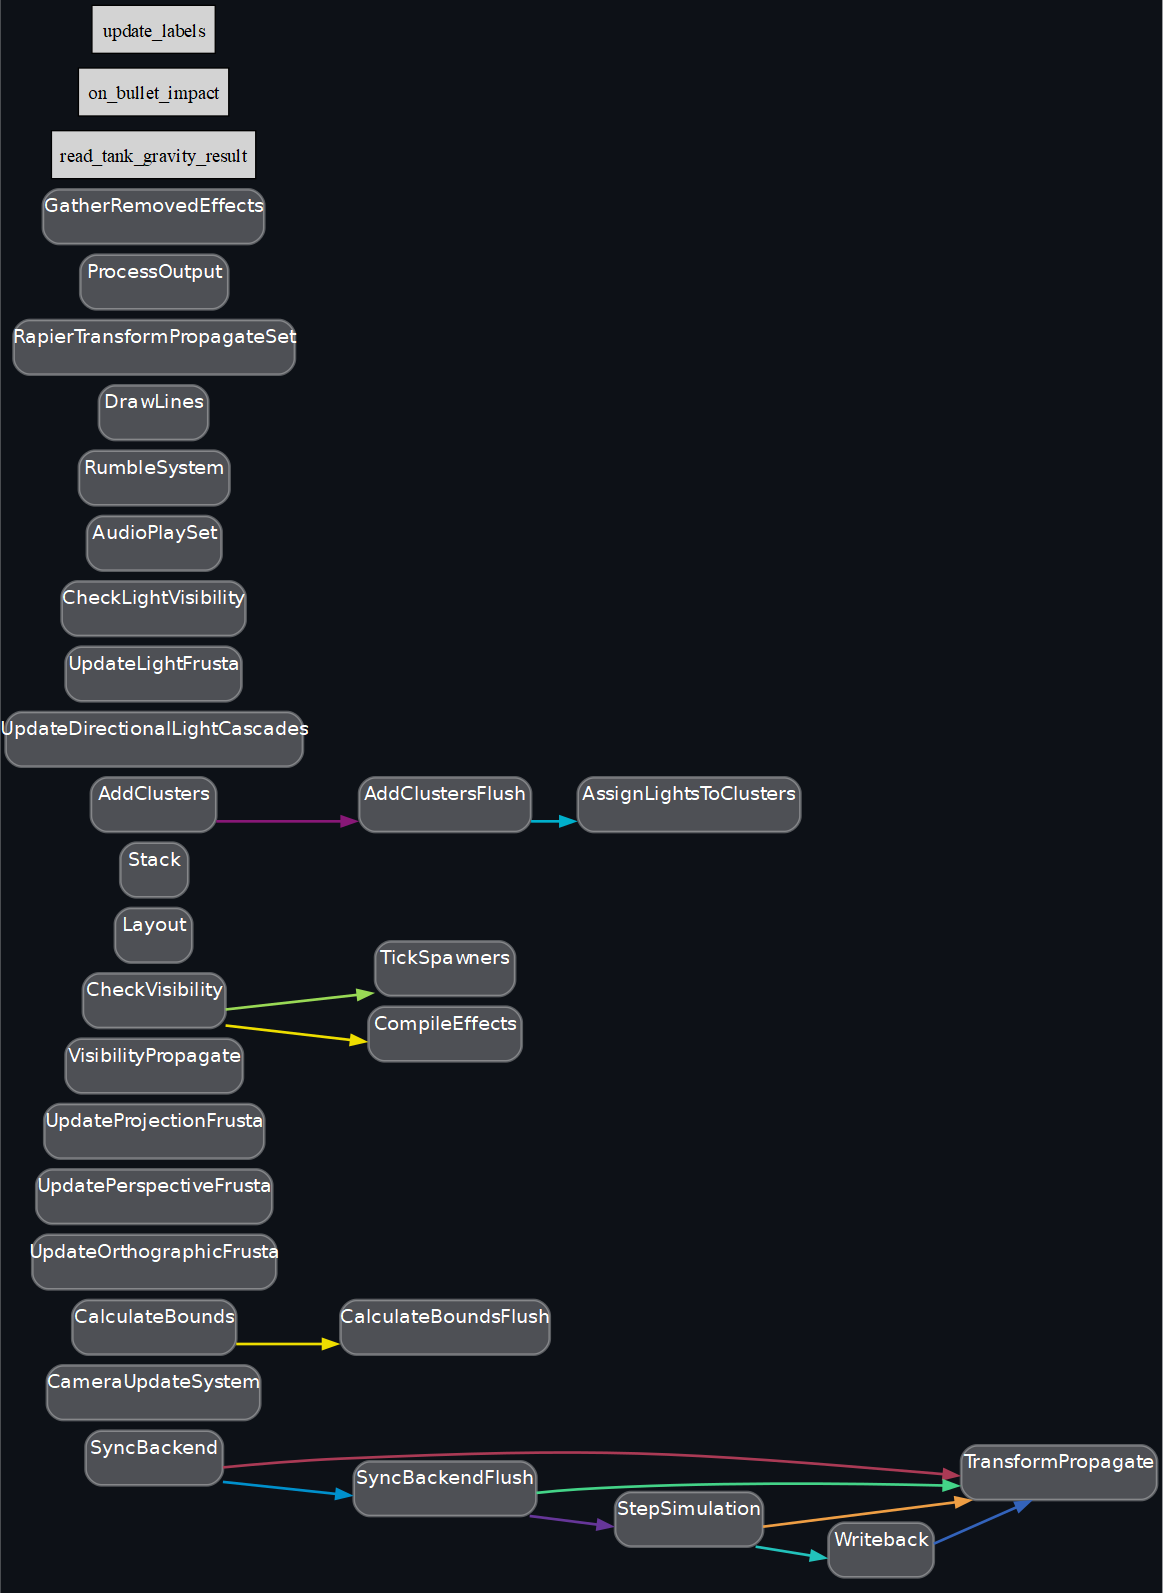 update_labels
on_bullet_impact
read_tank_gravity_result
GatherRemovedEffects
ProcessOutput
RapierTransformPropagateSet
DrawLines
RumbleSystem
AudioPlaySet
CheckLightVisibility
UpdateLightFrusta
UpdateDirectionalLightCascades
AddClusters
AddClustersFlush
AssignLightsToClusters
Stack
Layout
TickSpawners
CheckVisibility
CompileEffects
VisibilityPropagate
UpdateProjectionFrusta
UpdatePerspectiveFrusta
UpdateOrthographicFrusta
CalculateBounds
CalculateBoundsFlush
CameraUpdateSystem
SyncBackend
TransformPropagate
SyncBackendFlush
StepSimulation
Writeback